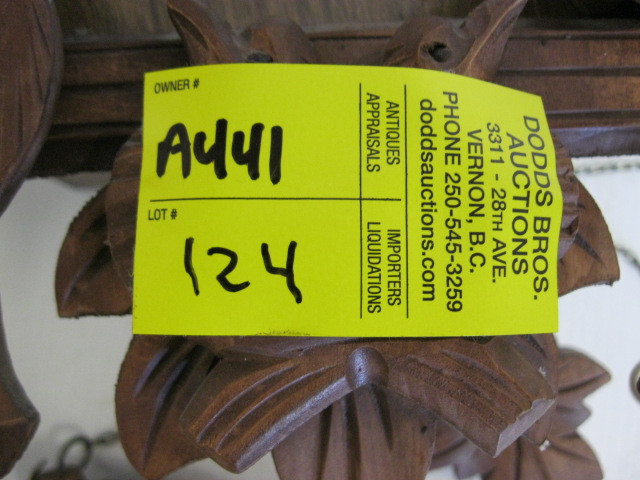 OWNER #
A441
LOT #
124
ANTIQUES
APPRAISALS
IMPORTERS
LIQUIDATIONS
DODDS BROS.
AUCTIONS
3311 - 28TH AVE.
VERNON, B.C.
PHONE 250-545-3259
doddsauctions.com